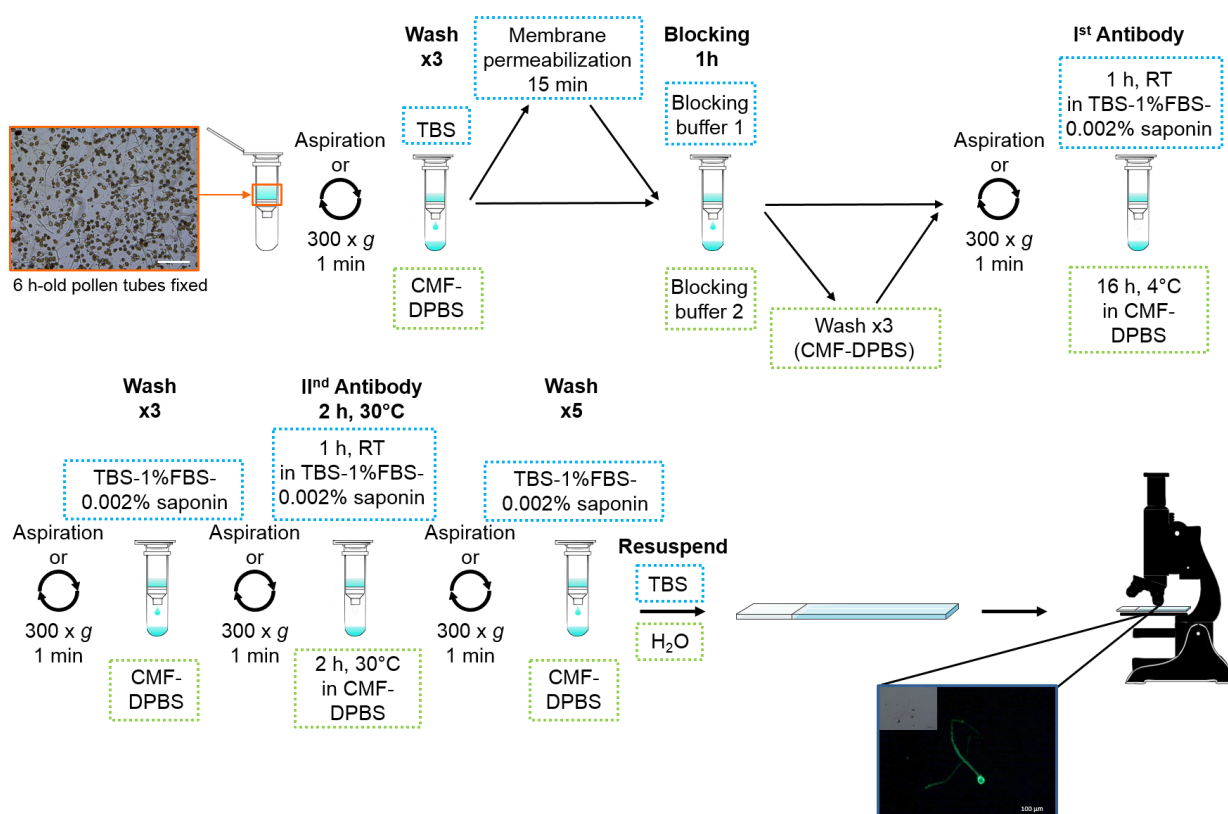 Wash
x3
Membrane
permeabilization
15 min
Blocking
1h
Ist Antibody
TBS
Blocking
buffer 1
1 h, RT
in TBS-1%FBS-
0.002% saponin
Aspiration
or
300 x g
1 min
Aspiration
or
300 x g
1 min
6 h-old pollen tubes fixed
CMF-
DPBS
Blocking
buffer 2
Wash x3
(CMF-DPBS)
16 h, 4°C
in CMF-
DPBS
Wash
x3
IInd Antibody
2 h, 30°C
Wash
x5
TBS-1%FBS-
0.002% saponin
1 h, RT
in TBS-1%FBS-
0.002% saponin
TBS-1%FBS-
0.002% saponin
Aspiration
or
300 x g
1 min
Aspiration
or
300 x g
1 min
Aspiration
or
300 x g
1 min
Resuspend
TBS
H2O
CMF-
DPBS
2 h, 30°C
in CMF-
DPBS
CMF-
DPBS
100 µm